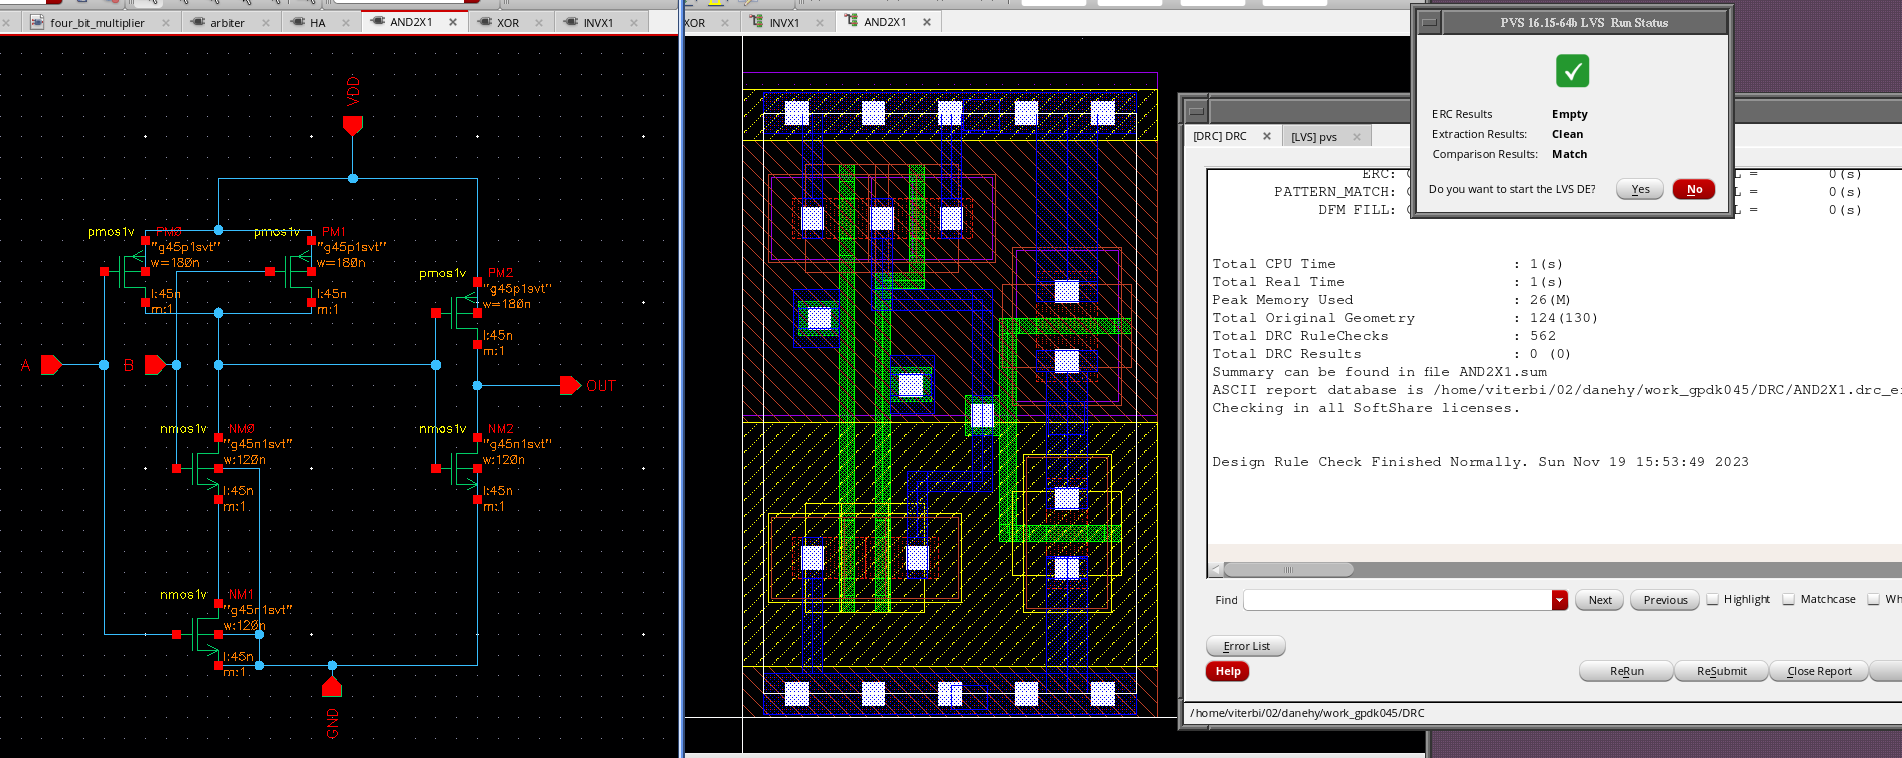 four_bit_multiplier
arbiter
HA
AND2X1
XOR
INVX1
XOR
INVX1
AND2X1
VDD
pmos1v
PM0
"g45p1svt"
w=180n
l:45n
m:1
pmos1v
PM1
"g45p1svt"
w=180n
l:45n
m:1
pmos1v
PM2
"g45p1svt"
w=180n
l:45n
m:1
A
B
OUT
nmos1v
NM0
"g45n1svt"
w:120n
l:45n
m:1
nmos1v
NM2
"g45n1svt"
w:120n
l:45n
m:1
nmos1v
NM1
"g45n1svt"
w:120n
l:45n
m:1
GND
PVS 16.15-64b LVS Run Status
ERC Results Empty
Extraction Results: Clean
Comparison Results: Match
Do you want to start the LVS DE? Yes No
[DRC] DRC
[LVS] pvs
ERC: 0(s)
PATTERN_MATCH: L = 0(s)
DFM FILL: L = 0(s)
Total CPU Time : 1(s)
Total Real Time : 1(s)
Peak Memory Used : 26(M)
Total Original Geometry : 124(130)
Total DRC RuleChecks : 562
Total DRC Results : 0 (0)
Summary can be found in file AND2X1.sum
ASCII report database is /home/viterbi/02/danehy/work_gpdk045/DRC/AND2X1.drc_e
Checking in all SoftShare licenses.
Design Rule Check Finished Normally. Sun Nov 19 15:53:49 2023
Find Next Previous Highlight Matchcase Wh
Error List
Help ReRun ReSubmit Close Report
/home/viterbi/02/danehy/work_gpdk045/DRC